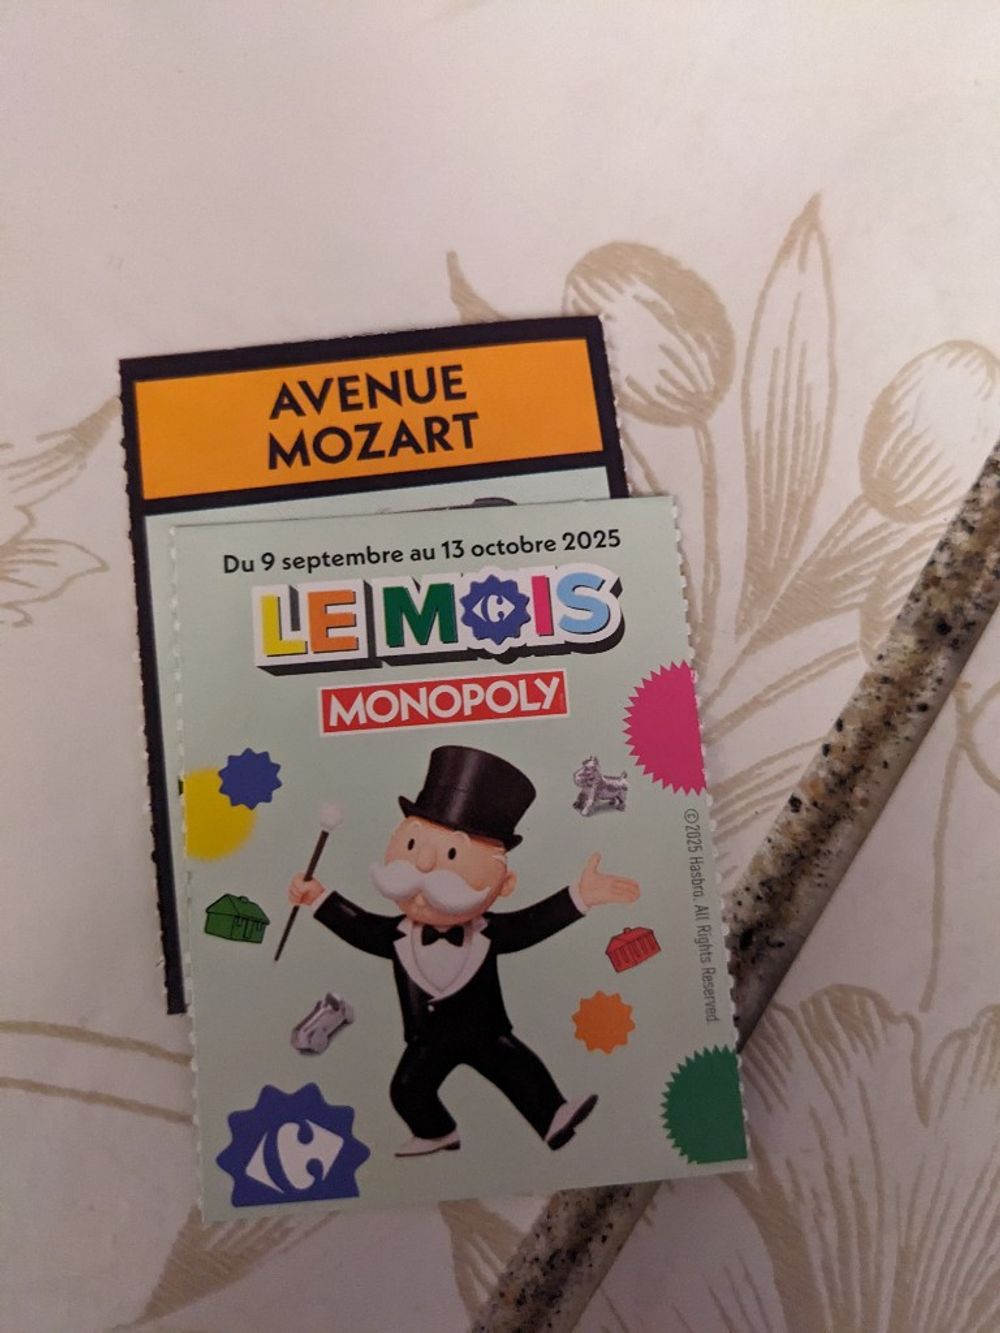 AVENUE
MOZART
Du 9 septembre au 13 octobre 2025
LE MOIS
MONOPOLY
©2025 Hasbro. All Rights Reserved.